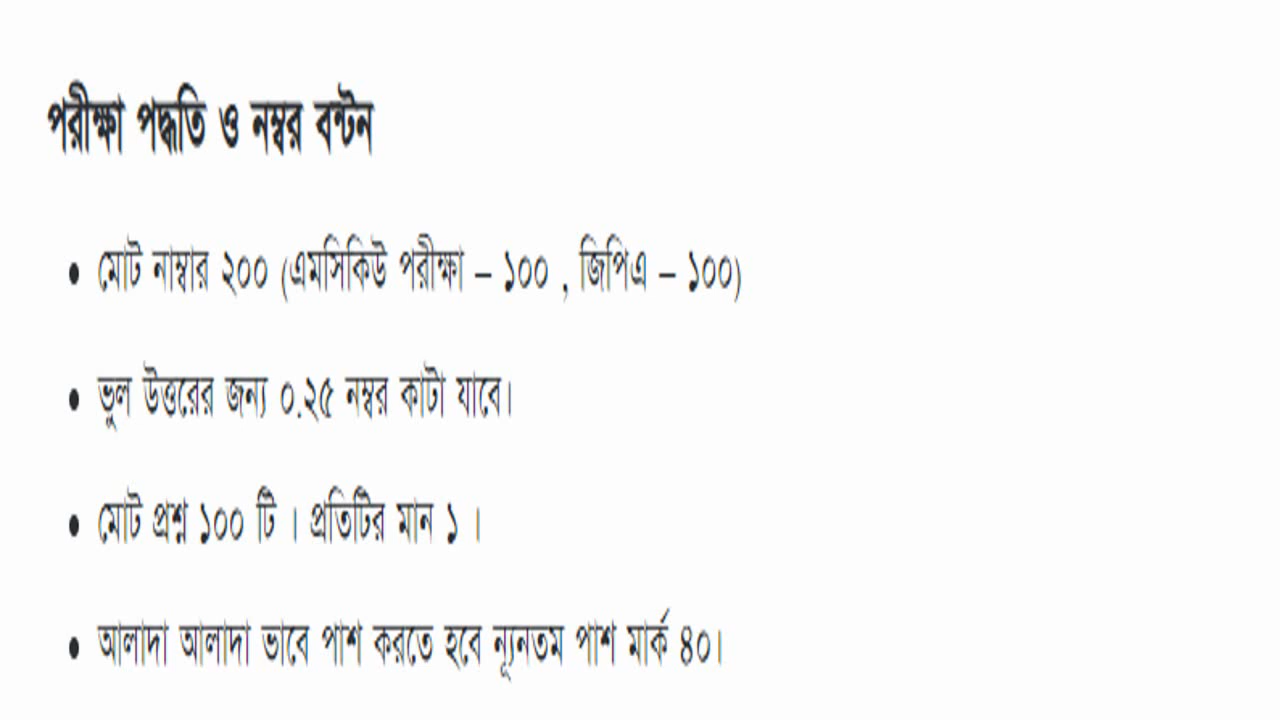 পরীক্ষা পদ্ধতি ও নম্বর বন্টন
• মোট নাম্বার ২০০ (এমসিকিউ পরীক্ষা – ১০০ , জিপিএ – ১০০)
• ভুল উত্তরের জন্য ০.২৫ নম্বর কাটা যাবে।
• মোট প্রশ্ন ১০০ টি । প্রতিটির মান ১ ।
• আলাদা আলাদা ভাবে পাশ করতে হবে ন্যূনতম পাশ মার্ক ৪০।